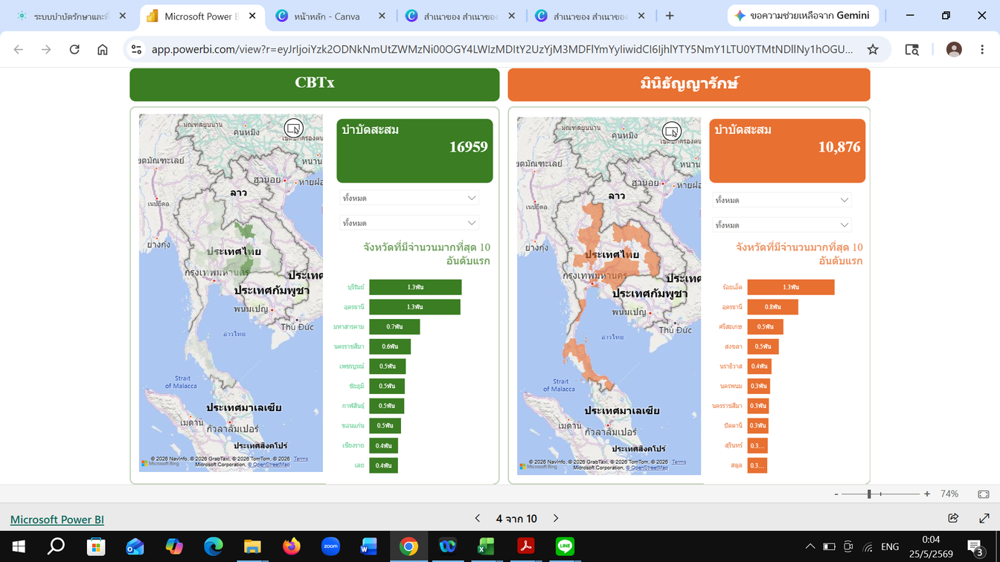 ระบบบำบัดรักษาและฟื้
Microsoft Power B
หน้าหลัก - Canva
สำเนาของ สำเนาของ
สำเนาของ สำเนาของ
ขอความช่วยเหลือจาก Gemini
CBTx
มินิธัญญารักษ์
บำบัดสะสม
16959
ทั้งหมด
ทั้งหมด
จังหวัดที่มีจำนวนมากที่สุด 10
อันดับแรก
บุรีรัมย์ 1.3พัน
อุดรธานี 1.3พัน
มหาสารคาม 0.7พัน
นครราชสีมา 0.6พัน
เพชรบูรณ์ 0.5พัน
ชัยภูมิ 0.5พัน
กาฬสินธุ์ 0.5พัน
ขอนแก่น 0.5พัน
เชียงราย 0.4พัน
เลย 0.4พัน
มณฑลยูนนาน
คุนหมิง
ฮานอย
ลาว
เนปยีดอ
ย่างกุ้ง
ประเทศไทย
กรุงเทพมหานคร
ประเทศกัมพูชา
พนมเปญ
Thủ Đức
อ่าวไทย
Strait
of Malacca
ประเทศมาเลเซีย
เมดาน
กัวลาลัมเปอร์
ประเทศสิงคโปร์
© 2026 NavInfo, © 2026 GrabTaxi, © 2026 TomTom, © 2026
Microsoft Corporation, © OpenStreetMap Terms
Microsoft Bing
บำบัดสะสม
10,876
ทั้งหมด
ทั้งหมด
จังหวัดที่มีจำนวนมากที่สุด 10
อันดับแรก
ร้อยเอ็ด 1.3พัน
อุดรธานี 0.8พัน
ศรีสะเกษ 0.5พัน
สงขลา 0.5พัน
นราธิวาส 0.4พัน
นครพนม 0.3พัน
นครราชสีมา 0.3พัน
ปัตตานี 0.3พัน
สุรินทร์ 0.3...
สตูล 0.3...
มณฑลยูนนาน
คุนหมิง
ฮานอย
ลาว
เนปยีดอ
ย่างกุ้ง
ประเทศไทย
กรุงเทพมหานคร
ประเทศกัมพูชา
พนมเปญ
Thủ Đức
อ่าวไทย
Strait
of Malacca
ประเทศมาเลเซีย
เมดาน
กัวลาลัมเปอร์
ประเทศสิงคโปร์
© 2026 NavInfo, © 2026 GrabTaxi, © 2026 TomTom, © 2026
Microsoft Corporation, © OpenStreetMap Terms
Microsoft Bing
- + 74%
Microsoft Power BI
4 จาก 10
ENG
0:04
25/5/2569
3